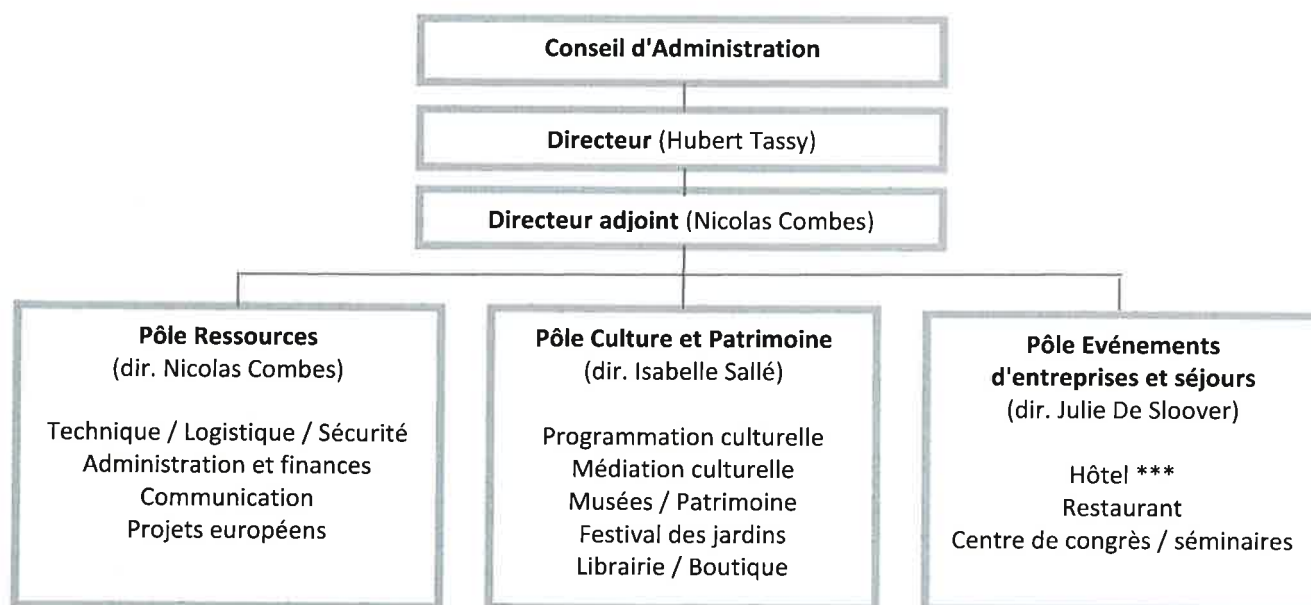 Conseil d'Administration
Directeur (Hubert Tassy)
Directeur adjoint (Nicolas Combes)
Pôle Ressources
(dir. Nicolas Combes)
Technique / Logistique / Sécurité
Administration et finances
Communication
Projets européens
Pôle Culture et Patrimoine
(dir. Isabelle Sallé)
Programmation culturelle
Médiation culturelle
Musées / Patrimoine
Festival des jardins
Librairie / Boutique
Pôle Evénements
d'entreprises et séjours
(dir. Julie De Sloover)
Hôtel ***
Restaurant
Centre de congrès / séminaires